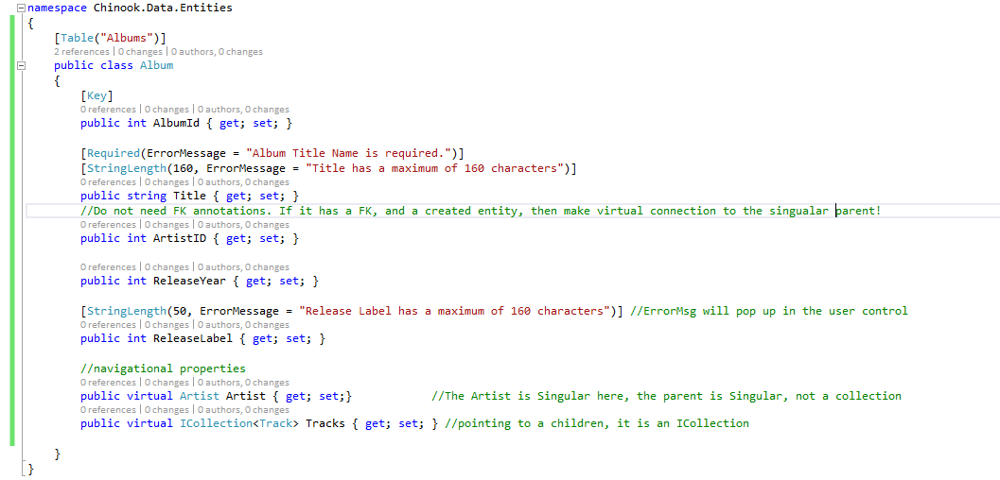 namespace Chinook.Data.Entities
{
[Table("Albums")]
2 references | 0 changes | 0 authors, 0 changes
public class Album
{
[Key]
0 references | 0 changes | 0 authors, 0 changes
public int AlbumId { get; set; }
[Required(ErrorMessage = "Album Title Name is required.")]
[StringLength(160, ErrorMessage = "Title has a maximum of 160 characters")]
0 references | 0 changes | 0 authors, 0 changes
public string Title { get; set; }
//Do not need FK annotations. If it has a FK, and a created entity, then make virtual connection to the singualar parent!
0 references | 0 changes | 0 authors, 0 changes
public int ArtistID { get; set; }
0 references | 0 changes | 0 authors, 0 changes
public int ReleaseYear { get; set; }
[StringLength(50, ErrorMessage = "Release Label has a maximum of 160 characters")] //ErrorMsg will pop up in the user control
0 references | 0 changes | 0 authors, 0 changes
public int ReleaseLabel { get; set; }
//navigational properties
0 references | 0 changes | 0 authors, 0 changes
public virtual Artist Artist { get; set;} //The Artist is Singular here, the parent is Singular, not a collection
0 references | 0 changes | 0 authors, 0 changes
public virtual ICollection<Track> Tracks { get; set; } //pointing to a children, it is an ICollection
}
}